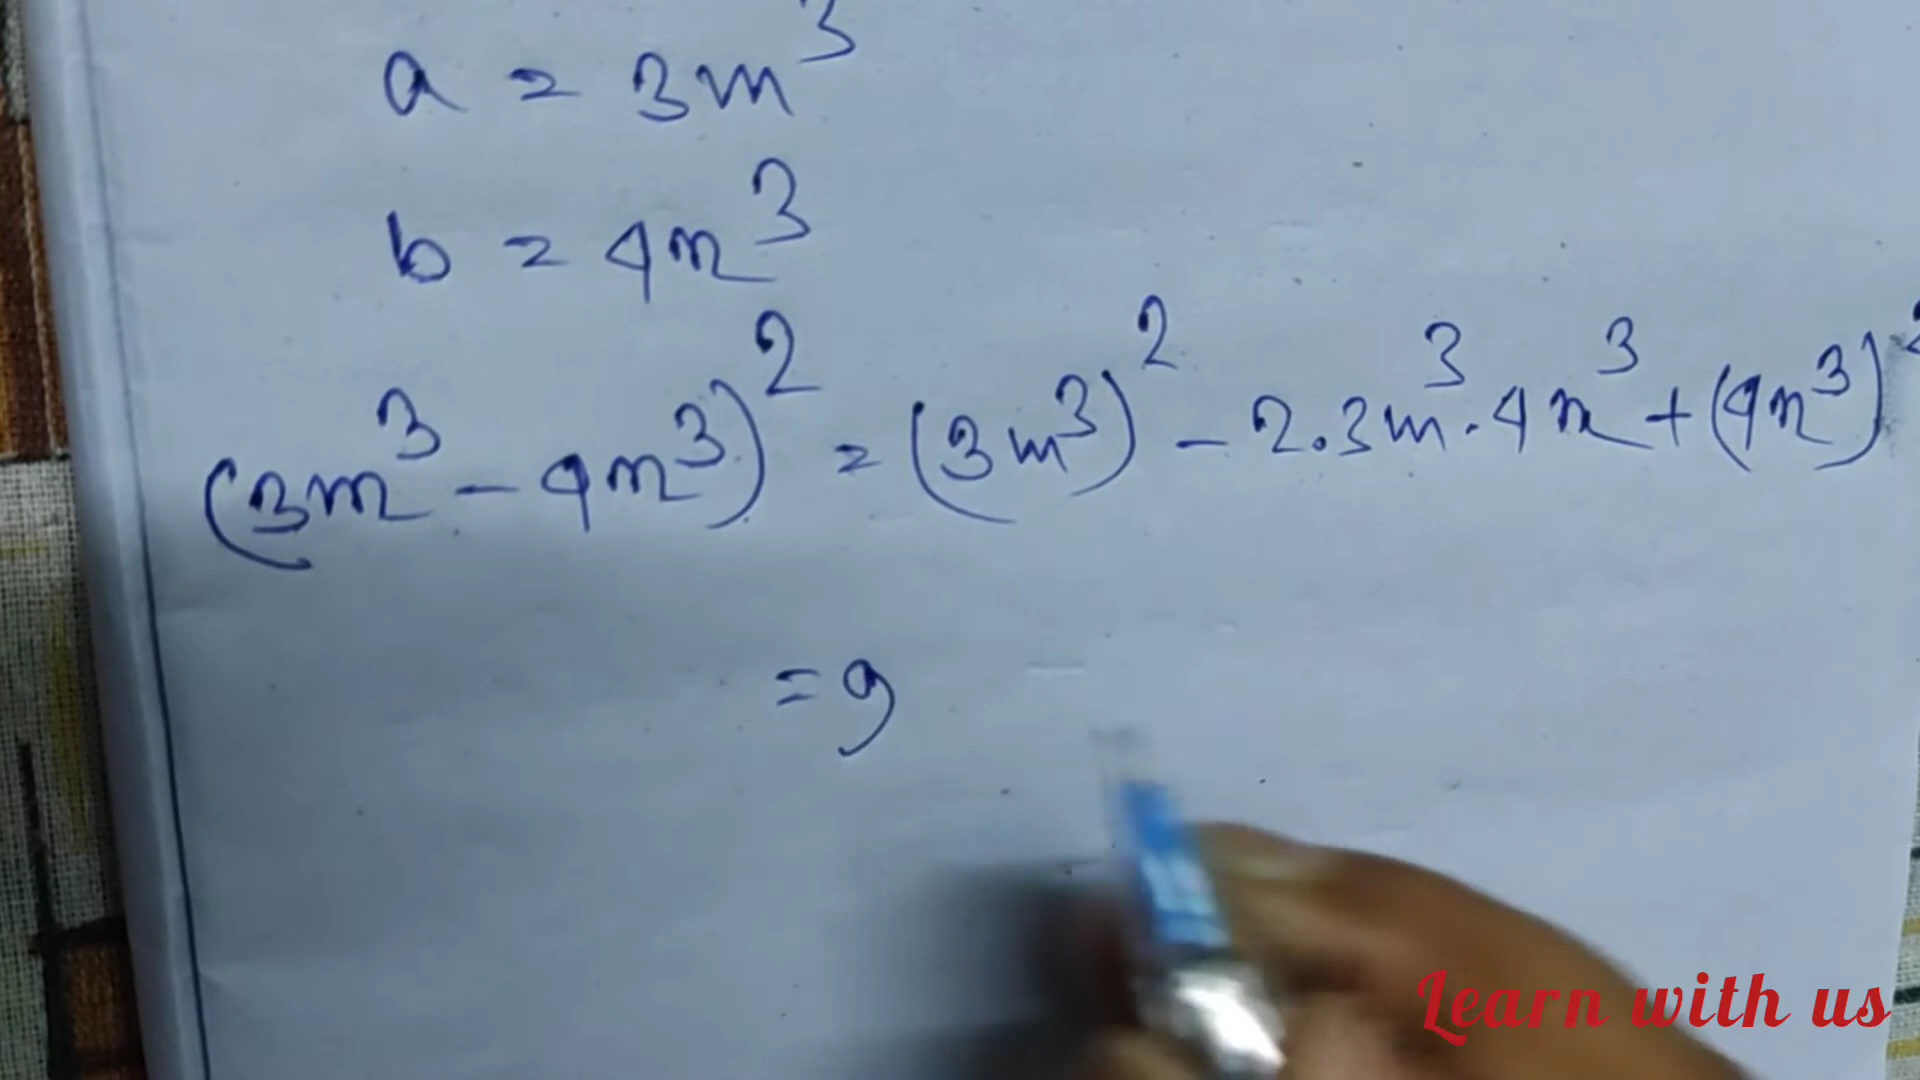 a = 3m³
b = 4n³
(3m³ - 4n³)² = (3m³)² - 2.3m³.4n³ + (4n³)²
= 9
Learn with us